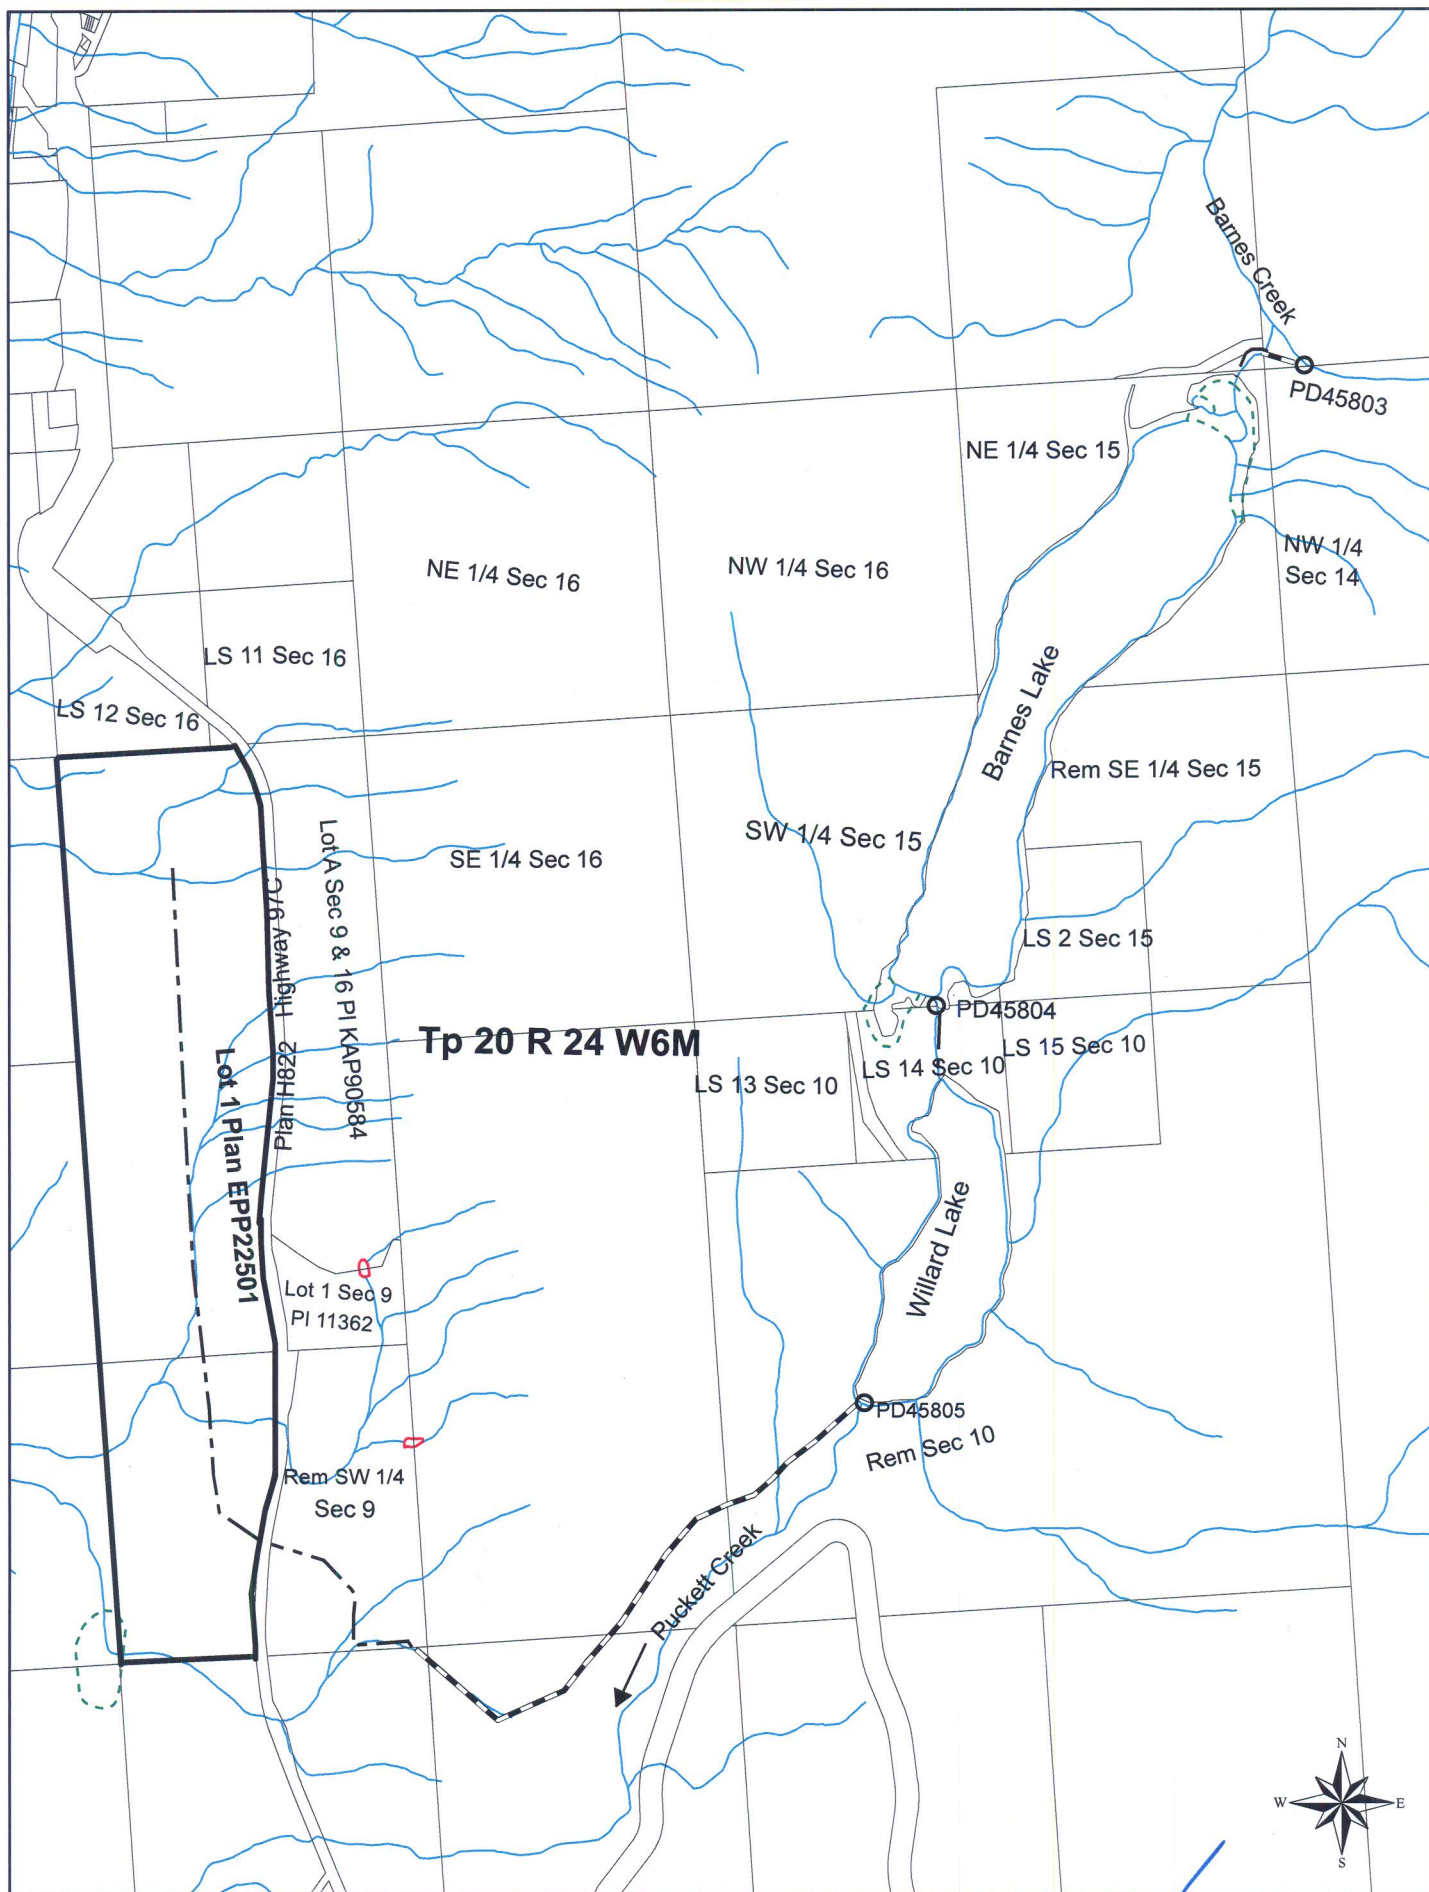 Barnes Creek
PD45803
NE 1/4 Sec 15
NW 1/4
Sec 14
NE 1/4 Sec 16
NW 1/4 Sec 16
LS 11 Sec 16
LS 12 Sec 16
Barnes Lake
Rem SE 1/4 Sec 15
SW 1/4 Sec 15
SE 1/4 Sec 16
Lot A Sec 9 & 16 Pl KAP90584
Plan H822 Highway 97C
LS 2 Sec 15
PD45804
Tp 20 R 24 W6M
LS 15 Sec 10
LS 14 Sec 10
LS 13 Sec 10
Lot 1 Plan EPP22501
Willard Lake
Lot 1 Sec 9
Pl 11362
PD45805
Rem Sec 10
Rem SW 1/4
Sec 9
Puckett Creek
N
W
E
S